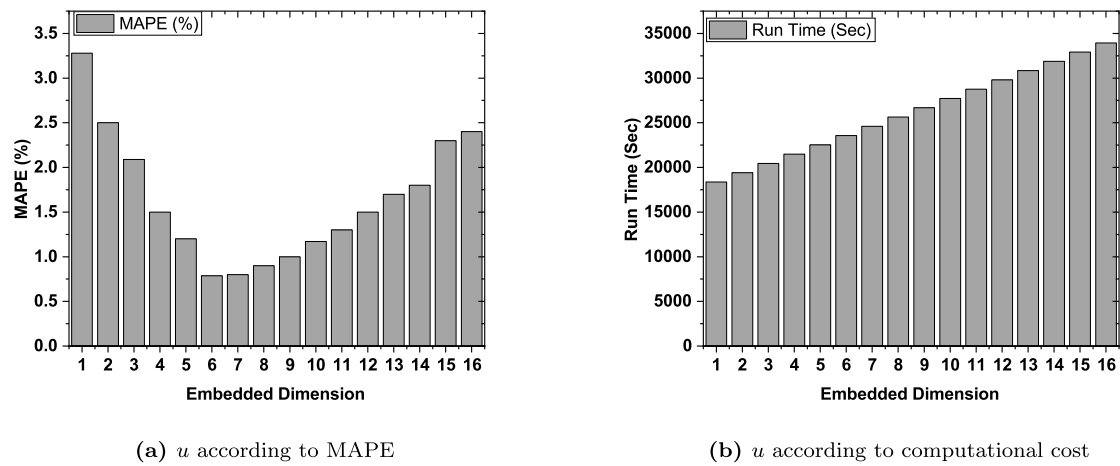 MAPE (%)
3.5
3.0
2.5
2.0
1.5
1.0
0.5
0.0
MAPE (%)
1 2 3 4 5 6 7 8 9 10 11 12 13 14 15 16
Embedded Dimension
(a) u according to MAPE
Run Time (Sec)
35000
30000
25000
20000
15000
10000
5000
0
Run Time (Sec)
1 2 3 4 5 6 7 8 9 10 11 12 13 14 15 16
Embedded Dimension
(b) u according to computational cost